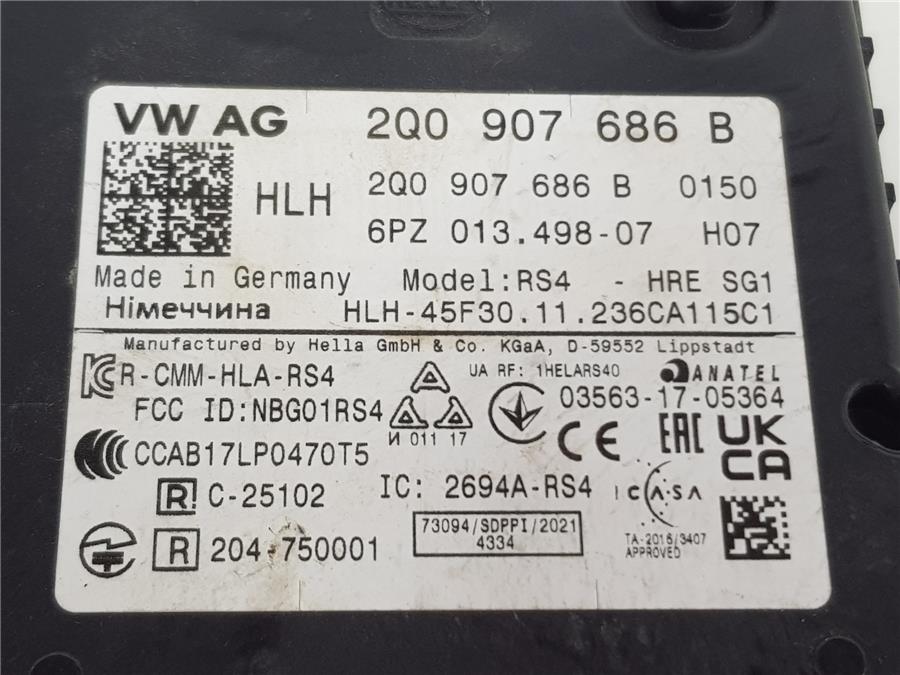 VW AG 2Q0 907 686 B
HLH 2Q0 907 686 B 0150
6PZ 013.498-07 H07
Made in Germany Model:RS4 - HRE SG1
Німеччина HLH-45F30.11.236CA115C1
Manufactured by Hella GmbH & Co. KGaA, D-59552 Lippstadt
R-CMM-HLA-RS4 UA RF: 1HELARS40 ANATEL
FCC ID:NBG01RS4 03563-17-05364
И 011 17 CE EAC UK CA
CCAB17LP0470T5
R! C-25102 IC: 2694A-RS4 ICASA
R 204-750001 73094/SDPPI/2021
4334
TA-2016/3407
APPROVED